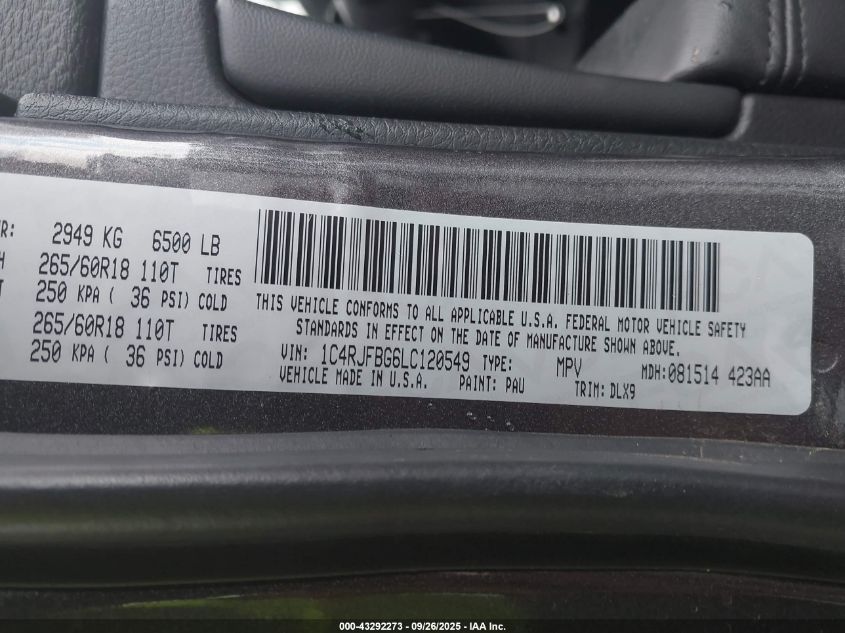 R: 2949 KG 6500 LB
H 265/60R18 110T TIRES
T 250 KPA ( 36 PSI) COLD
265/60R18 110T TIRES
250 KPA ( 36 PSI) COLD
THIS VEHICLE CONFORMS TO ALL APPLICABLE U.S.A. FEDERAL MOTOR VEHICLE SAFETY
STANDARDS IN EFFECT ON THE DATE OF MANUFACTURE SHOWN ABOVE.
VIN: 1C4RJFBG6LC120549 TYPE: MPV MDH: 081514 423AA
VEHICLE MADE IN U.S.A. PAINT: PAU TRIM: DLX9
000-43292273 - 09/26/2025 - IAA Inc.